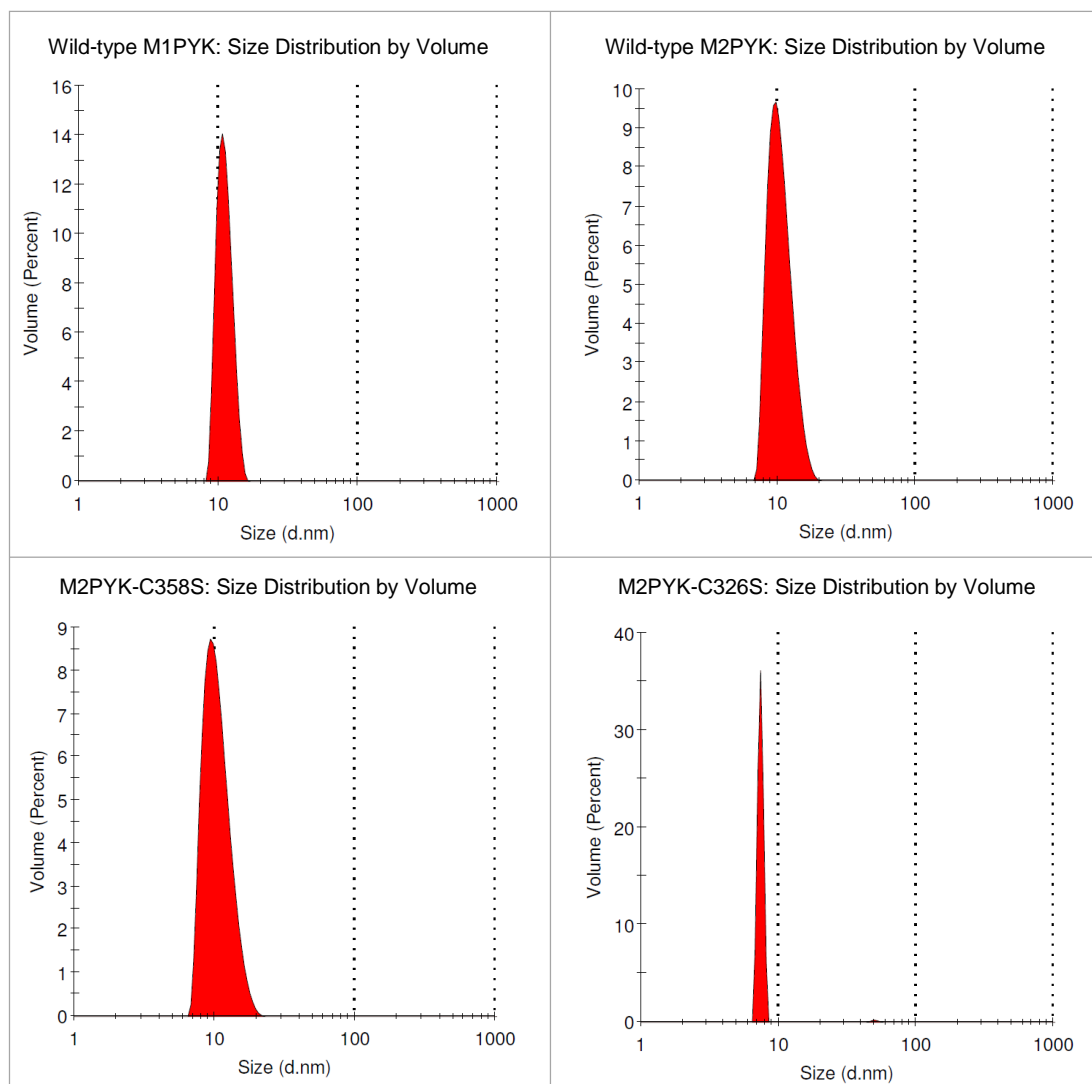 Wild-type M1PYK: Size Distribution by Volume
16
14
12
10
8
6
4
2
0
Volume (Percent)
1 10 100 1000
Size (d.nm)
Wild-type M2PYK: Size Distribution by Volume
10
9
8
7
6
5
4
3
2
1
0
Volume (Percent)
1 10 100 1000
Size (d.nm)
M2PYK-C358S: Size Distribution by Volume
9
8
7
6
5
4
3
2
1
0
Volume (Percent)
1 10 100 1000
Size (d.nm)
M2PYK-C326S: Size Distribution by Volume
40
30
20
10
0
Volume (Percent)
1 10 100 1000
Size (d.nm)